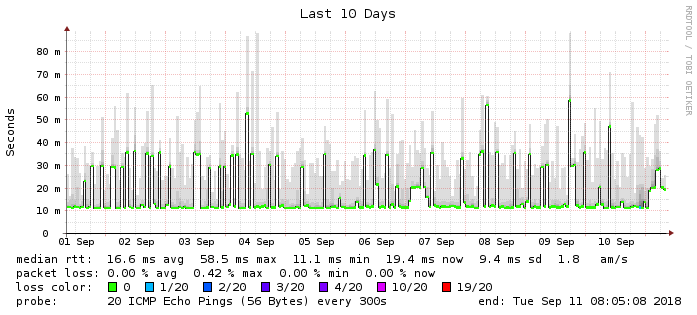 Last 10 Days
RRDTOOL / TOBI OETIKER
Seconds
80 m
70 m
60 m
50 m
40 m
30 m
20 m
10 m
0
01 Sep 02 Sep 03 Sep 04 Sep 05 Sep 06 Sep 07 Sep 08 Sep 09 Sep 10 Sep
median rtt: 16.6 ms avg 58.5 ms max 11.1 ms min 19.4 ms now 9.4 ms sd 1.8 am/s
packet loss: 0.00 % avg 0.42 % max 0.00 % min 0.00 % now
loss color: 0 1/20 2/20 3/20 4/20 10/20 19/20
probe: 20 ICMP Echo Pings (56 Bytes) every 300s end: Tue Sep 11 08:05:08 2018